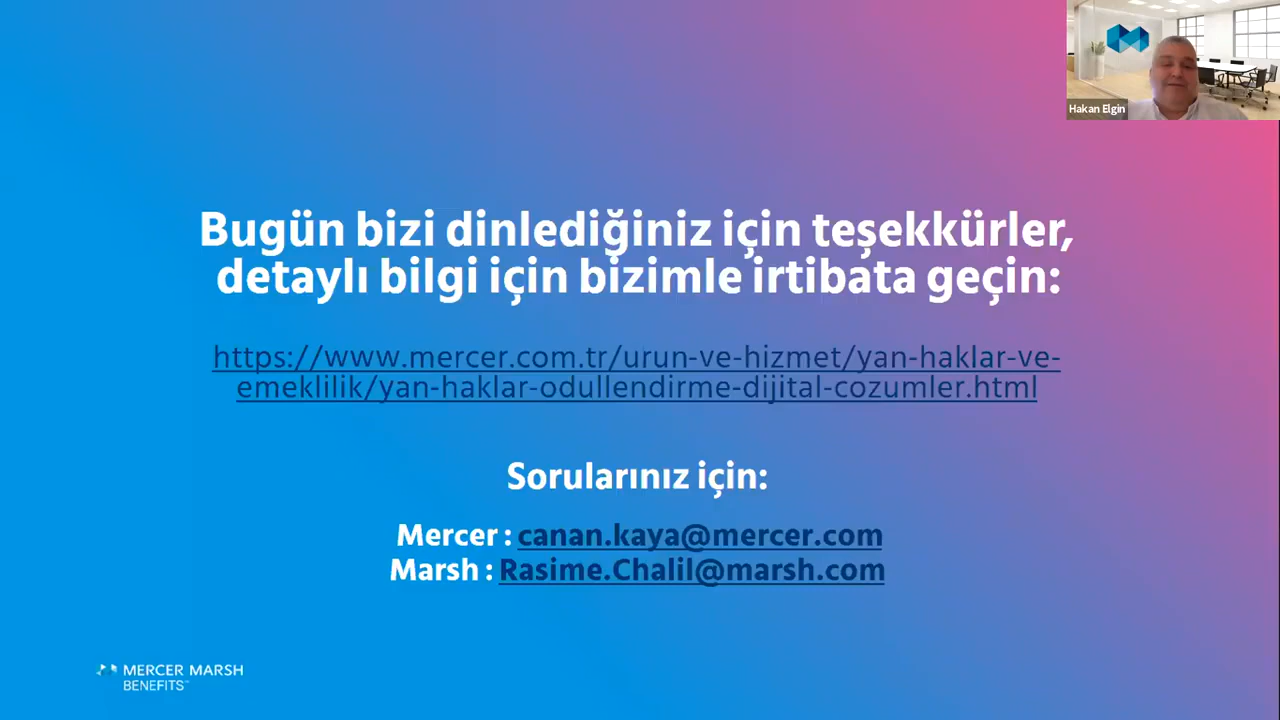 Hakan Elgin
Bugün bizi dinlediğiniz için teşekkürler,
detaylı bilgi için bizimle irtibata geçin:
https://www.mercer.com.tr/urun-ve-hizmet/yan-haklar-ve-
emeklilik/yan-haklar-odullendirme-dijital-cozumler.html
Sorularınız için:
Mercer : canan.kaya@mercer.com
Marsh : Rasime.Chalil@marsh.com
MERCER MARSH
BENEFITS™